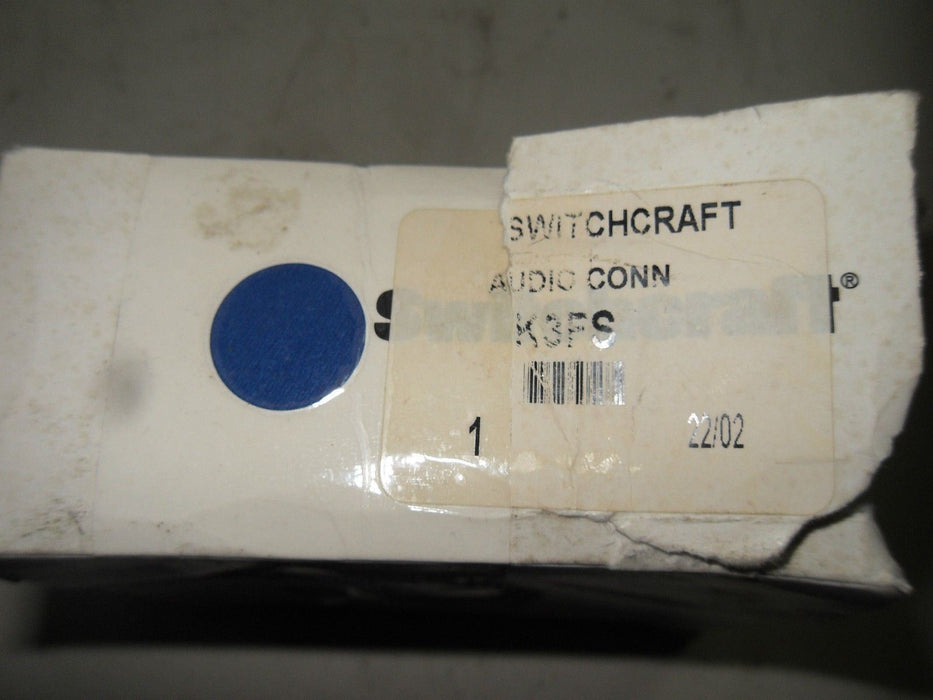 SWITCHCRAFT
AUDIO CONN
K3FS
1 22/02
®